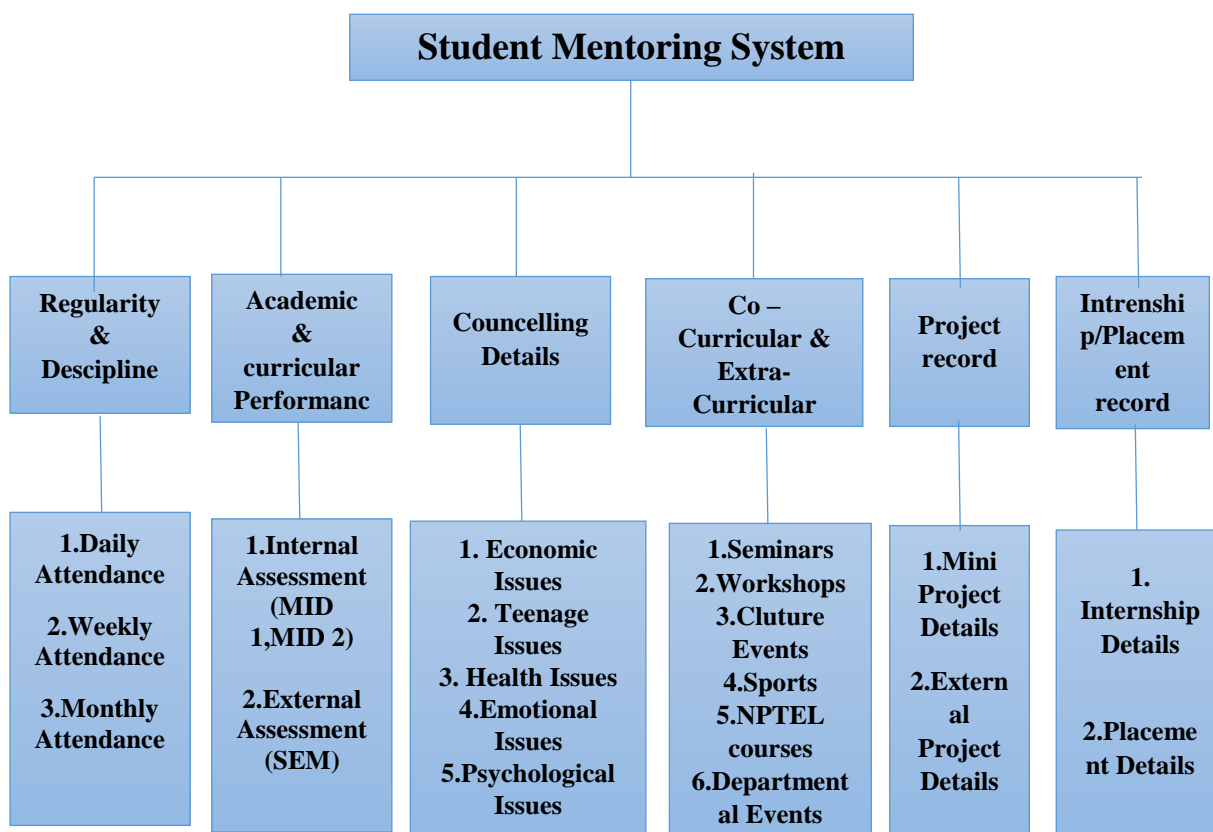 Student Mentoring System
Regularity
&
Descipline
Academic
&
curricular
Performanc
Councelling
Details
Co –
Curricular &
Extra-
Curricular
Project
record
Intrenshi
p/Placem
ent
record
1.Daily
Attendance
2.Weekly
Attendance
3.Monthly
Attendance
1.Internal
Assessment
(MID
1,MID 2)
2.External
Assessment
(SEM)
1. Economic
Issues
2. Teenage
Issues
3. Health Issues
4.Emotional
Issues
5.Psychological
Issues
1.Seminars
2.Workshops
3.Cluture
Events
4.Sports
5.NPTEL
courses
6.Department
al Events
1.Mini
Project
Details
2.Extern
al
Project
Details
1.
Internship
Details
2.Placeme
nt Details